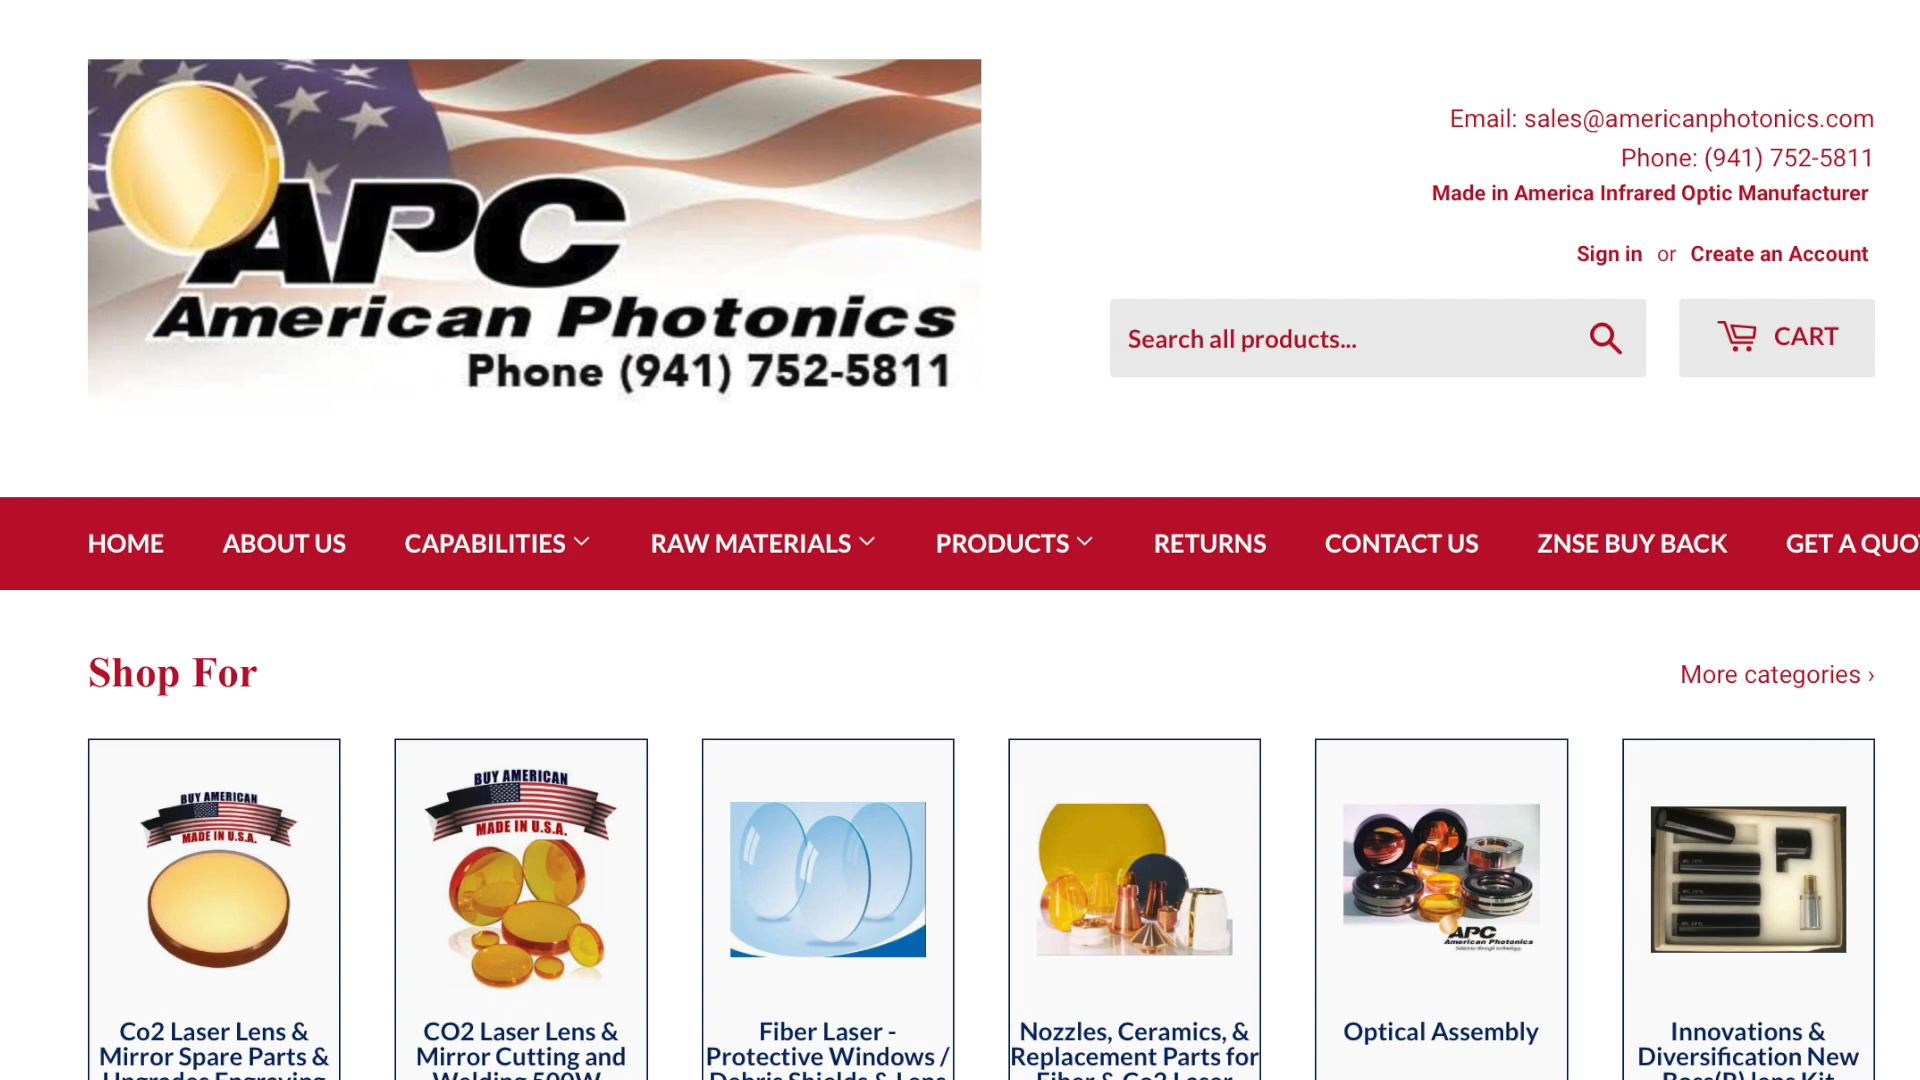 APC
American Photonics
Phone (941) 752-5811
Email: sales@americanphotonics.com
Phone: (941) 752-5811
Made in America Infrared Optic Manufacturer
Sign in or Create an Account
Search all products...
CART
HOME ABOUT US CAPABILITIES RAW MATERIALS PRODUCTS RETURNS CONTACT US ZNSE BUY BACK GET A QUO
Shop For
More categories ›
BUY AMERICAN
MADE IN U.S.A.
Co2 Laser Lens &
Mirror Spare Parts &
Upgrades Engraving
BUY AMERICAN
MADE IN U.S.A.
CO2 Laser Lens &
Mirror Cutting and
Welding 500W
Fiber Laser -
Protective Windows /
Debris Shields & Lens
Nozzles, Ceramics, &
Replacement Parts for
Fiber & Co2 Laser
APC
American Photonics
Solutions through technology.
Optical Assembly
Innovations &
Diversification New
Boss(R) lens Kit